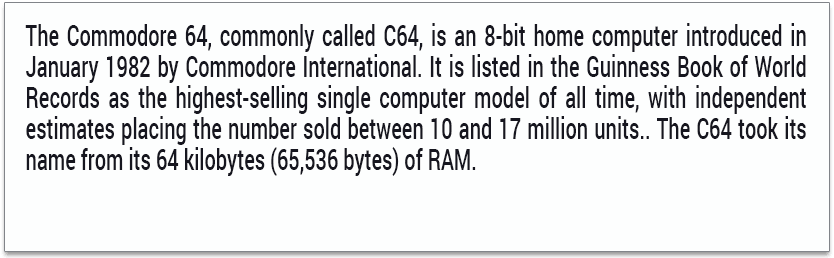 The Commodore 64, commonly called C64, is an 8-bit home computer introduced in
January 1982 by Commodore International. It is listed in the Guinness Book of World
Records as the highest-selling single computer model of all time, with independent
estimates placing the number sold between 10 and 17 million units.. The C64 took its
name from its 64 kilobytes (65,536 bytes) of RAM.